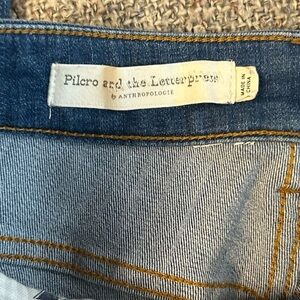 Pilcro and the Letterpress
by ANTHROPOLOGIE
MADE IN
CHINA